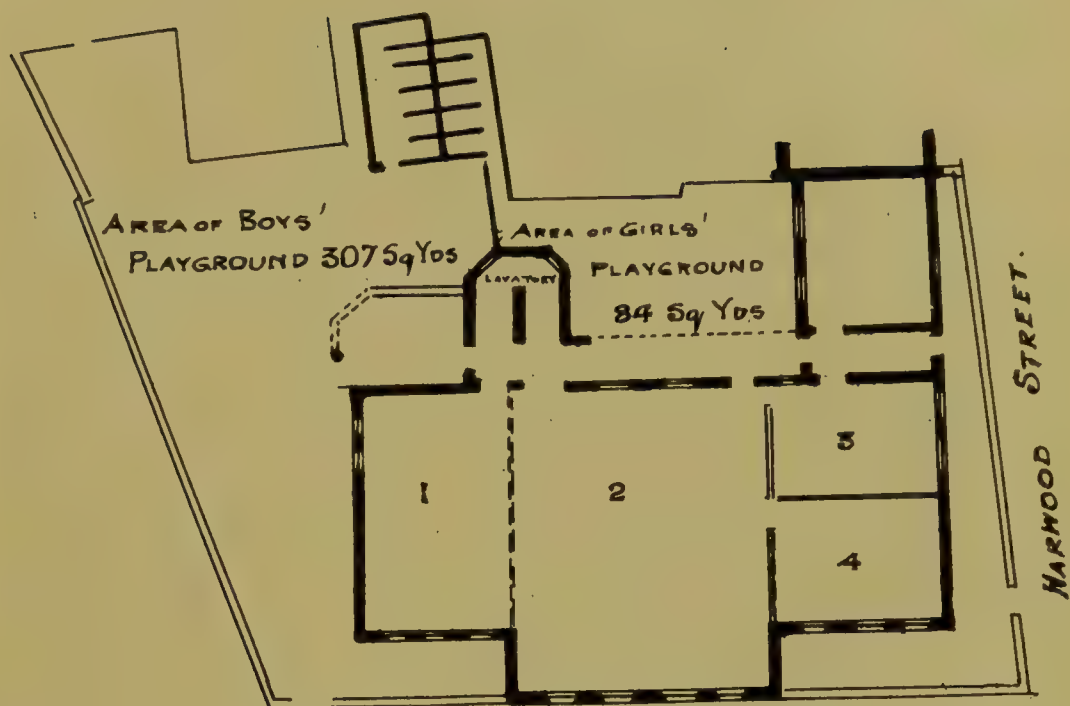 AREA OF BOYS'
PLAYGROUND 307 Sq YDS
AREA OF GIRLS'
PLAYGROUND
84 Sq YDS
LAVATORY
1
2
3
4
HARWOOD STREET.